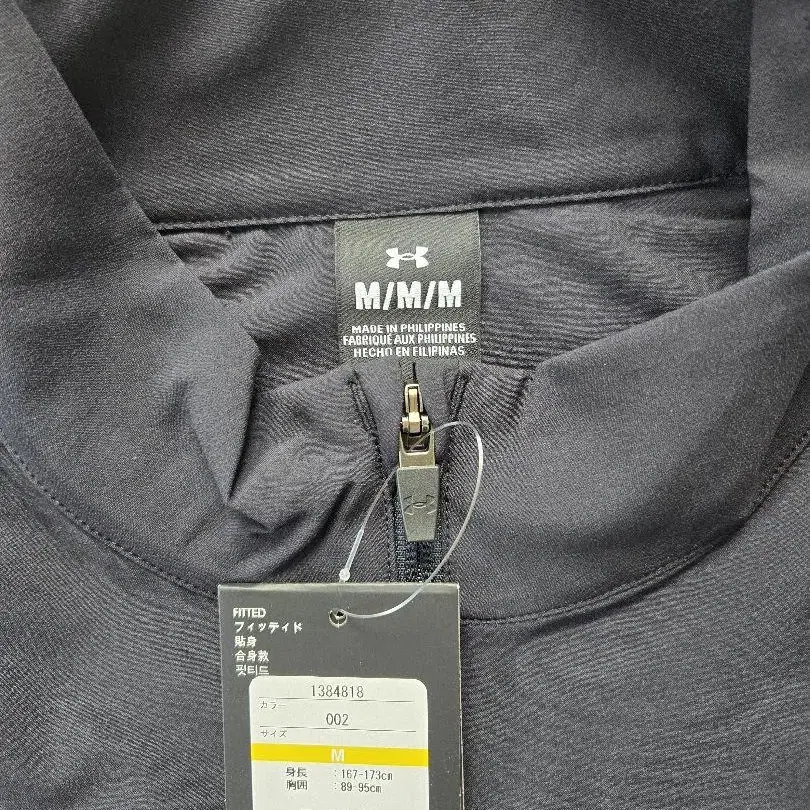 M/M/M
MADE IN PHILIPPINES
FABRIQUÉ AUX PHILIPPINES
HECHO EN FILIPINAS
FITTED
フィッティド
貼身
合身款
핏티드
1384818
カラー
002
サイズ
M
身長 :167-173cm
胸囲 :89-95cm